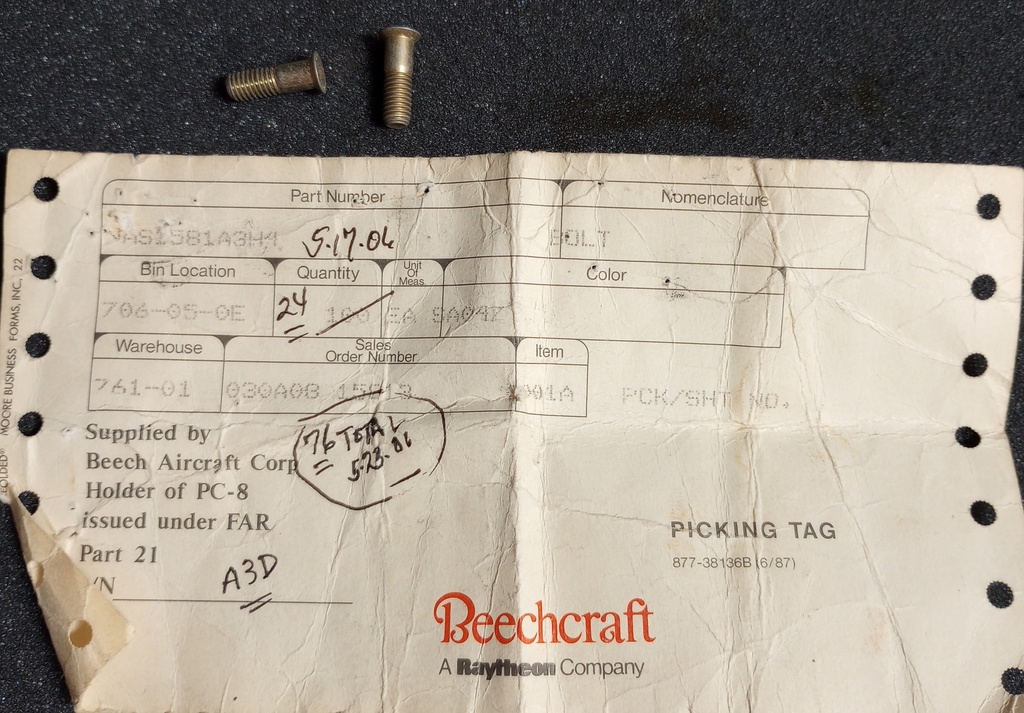 Part Number
Nomenclature
NAS1581A3H4
5-17-06
BOLT
Bin Location
Quantity
Unit
Of
Meas.
Color
706-05-0E
24
100
EA
Warehouse
Sales
Order Number
Item
761-01
PCK/SHT NO.
76 TOTAL
5-23-06
Supplied by
Beech Aircraft Corp
Holder of PC-8
issued under FAR
Part 21
A3D
PICKING TAG
877-38136B (6/87)
Beechcraft
A Raytheon Company
MOORE BUSINESS FORMS, INC. 22